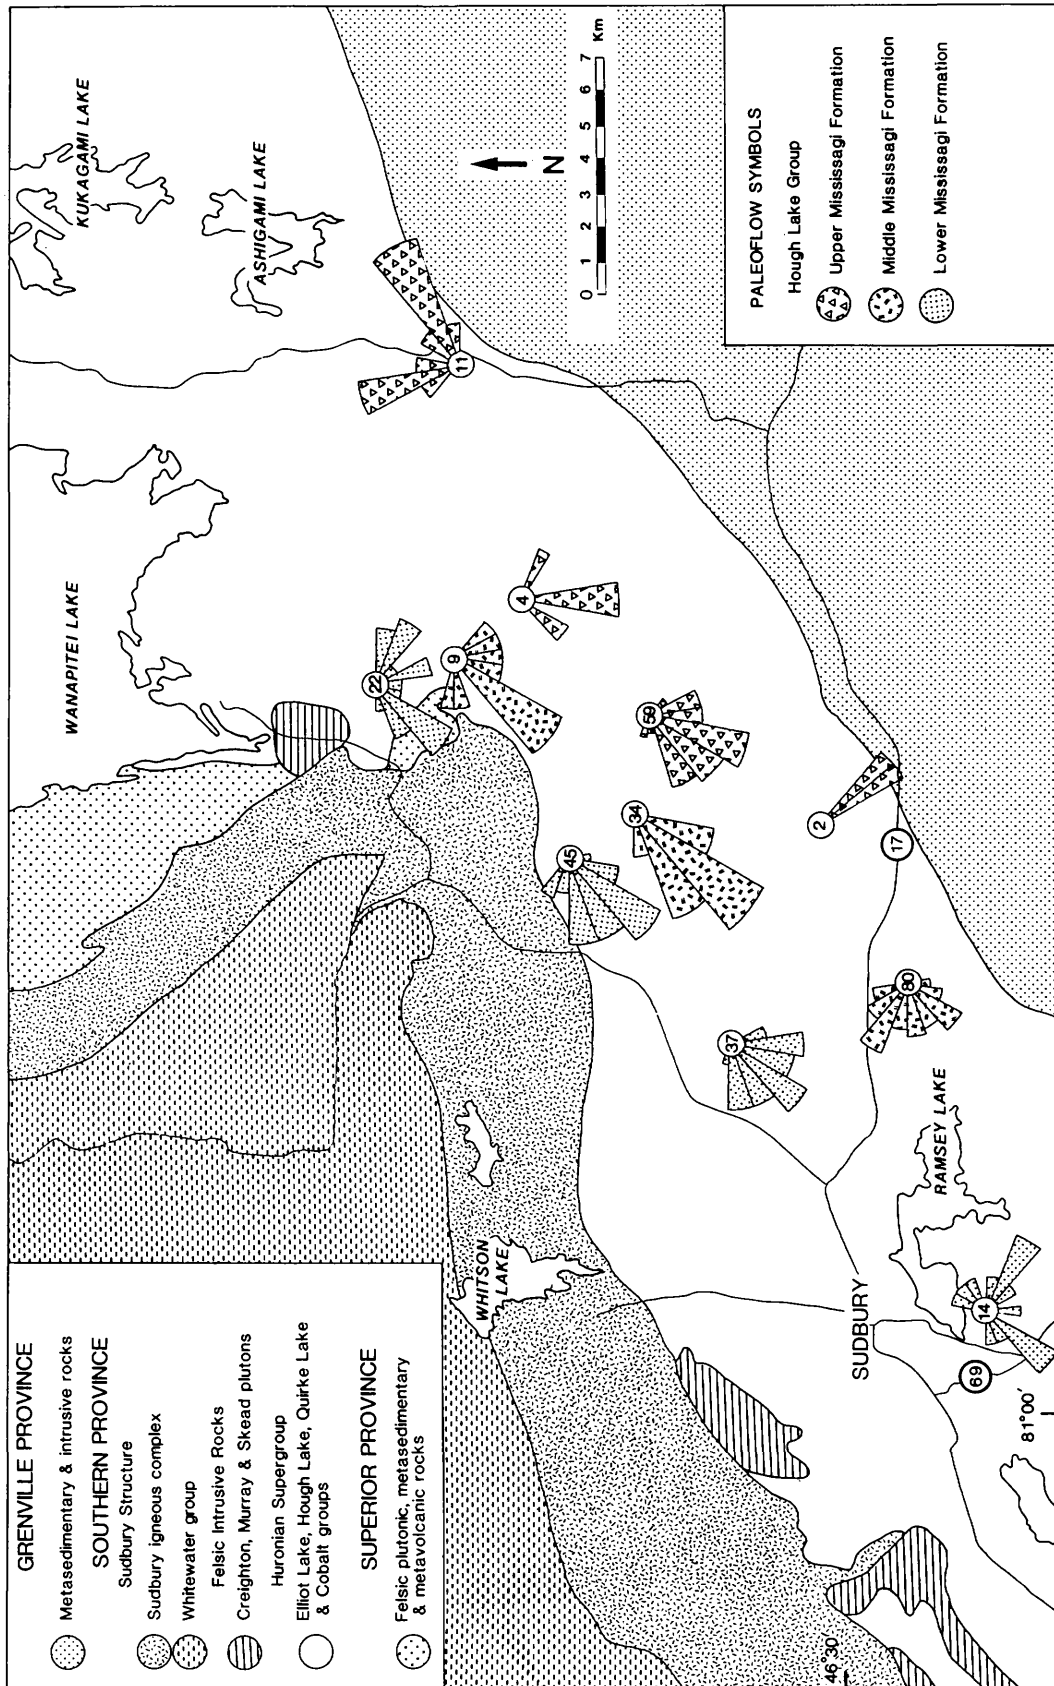 GRENVILLE PROVINCE
Metasedimentary & intrusive rocks
SOUTHERN PROVINCE
Sudbury Structure
Sudbury igneous complex
Whitewater group
Felsic Intrusive Rocks
Creighton, Murray & Skead plutons
Huronian Supergroup
Elliot Lake, Hough Lake, Quirke Lake
& Cobalt groups
SUPERIOR PROVINCE
Felsic plutonic, metasedimentary
& metavolcanic rocks
WANAPITEI LAKE
KUKAGAMI LAKE
ASHIGAMI LAKE
WHITSON
LAKE
SUDBURY
RAMSEY LAKE
22
9
4
11
45
34
59
2
17
37
80
14
69
46°30
81°00'
N
0 1 2 3 4 5 6 7 Km
PALEOFLOW SYMBOLS
Hough Lake Group
Upper Mississagi Formation
Middle Mississagi Formation
Lower Mississagi Formation